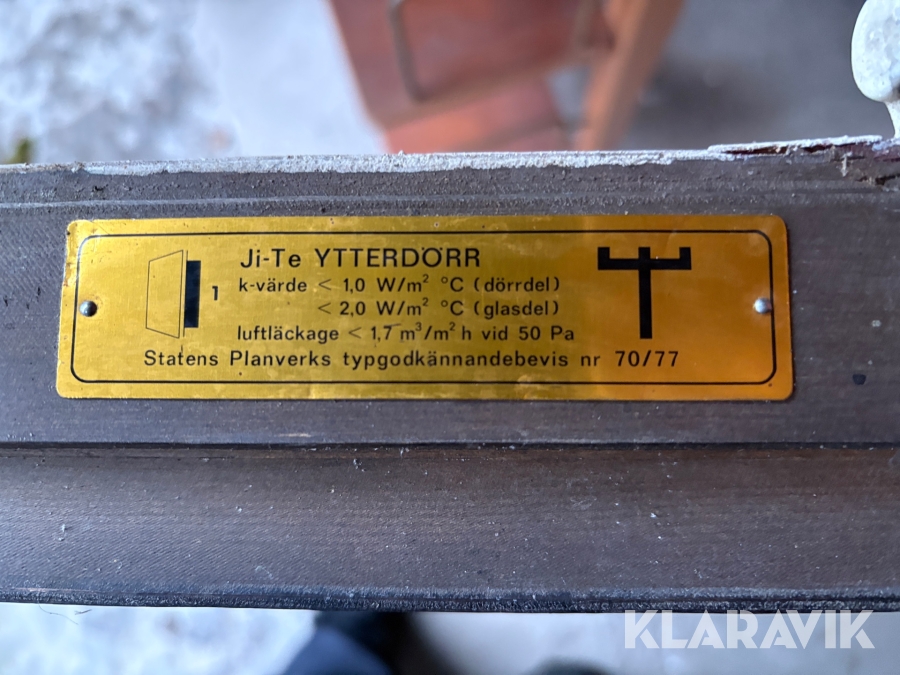 Ji-Te YTTERDÖRR
1 k-värde < 1,0 W/m² °C (dörrdel)
< 2,0 W/m² °C (glasdel)
luftläckage < 1,7 m³/m² h vid 50 Pa
Statens Planverks typgodkännandebevis nr 70/77
KLARAVIK